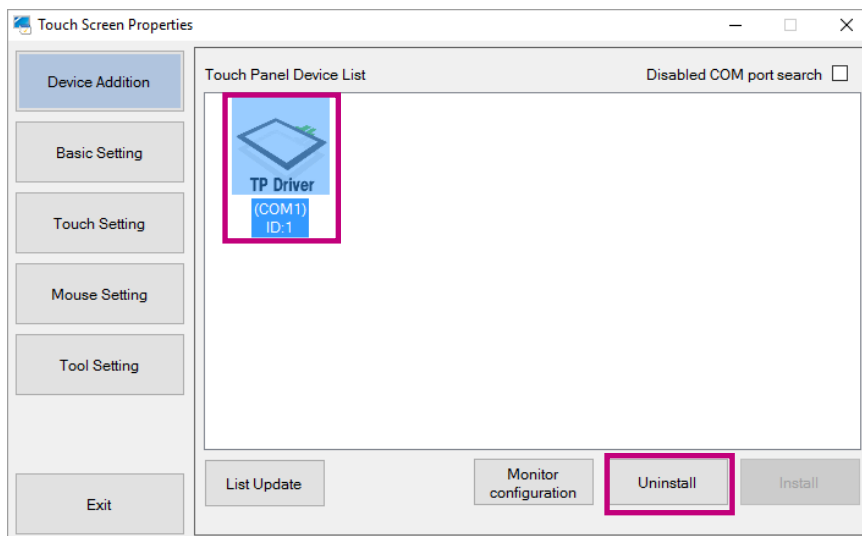 Touch Screen Properties
Device Addition
Basic Setting
Touch Setting
Mouse Setting
Tool Setting
Exit
Touch Panel Device List
Disabled COM port search
TP Driver
(COM1)
ID:1
List Update
Monitor
configuration
Uninstall
Install